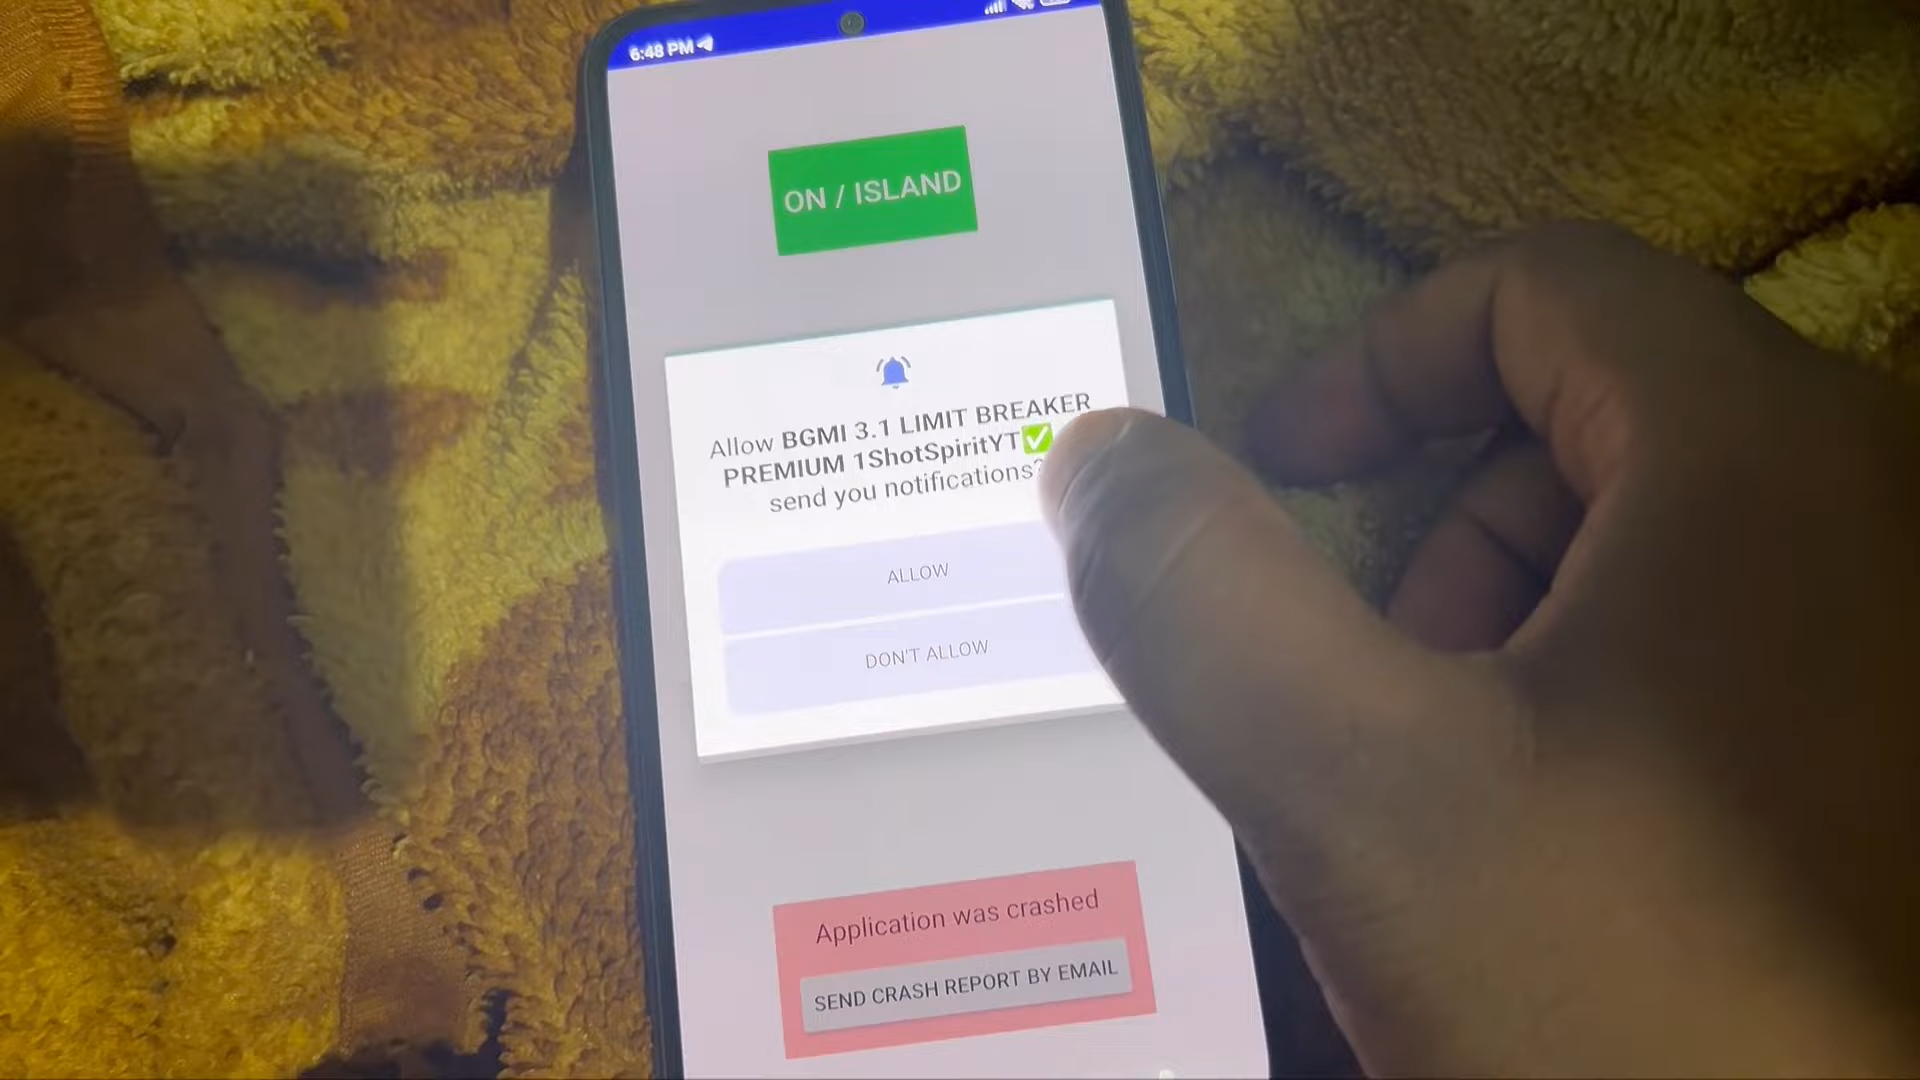 6:48 PM
ON / ISLAND
Allow BGMI 3.1 LIMIT BREAKER
PREMIUM 1ShotSpiritYT✅
send you notifications?
ALLOW
DON'T ALLOW
Application was crashed
SEND CRASH REPORT BY EMAIL